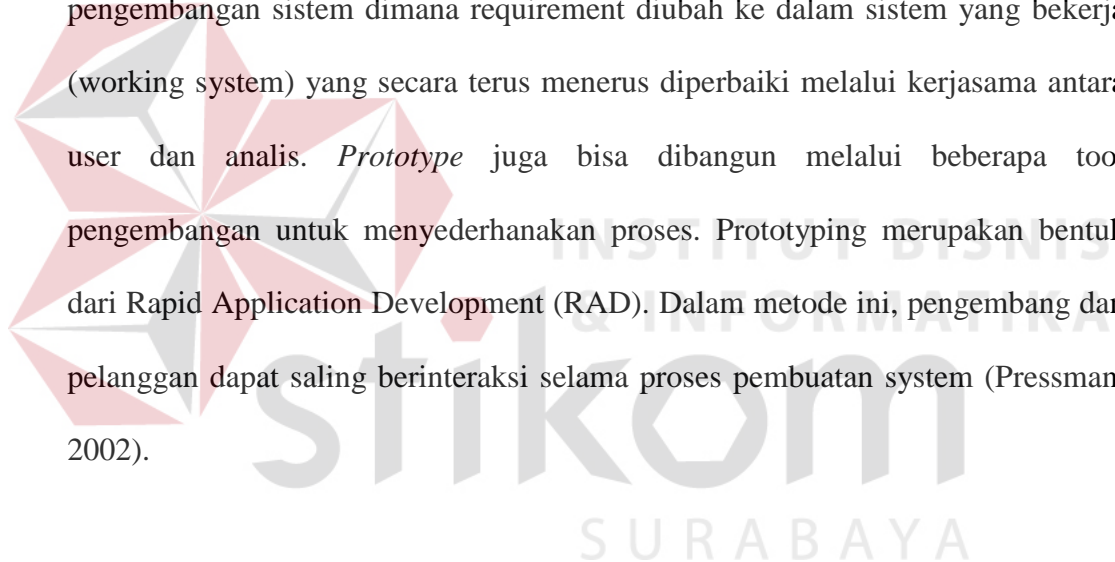 pengembangan sistem dimana requirement diubah ke dalam sistem yang bekerja
(working system) yang secara terus menerus diperbaiki melalui kerjasama antara
user dan analis. Prototype juga bisa dibangun melalui beberapa too
pengembangan untuk menyederhanakan proses. Prototyping merupakan bentuk
INSTITUT BISNIS
dari Rapid Application Development (RAD). Dalam metode ini, pengembang dan
& INFORMATIKA
pelanggan dapat saling berinteraksi selama proses pembuatan system (Pressman
stikom
2002).
SURABAYA